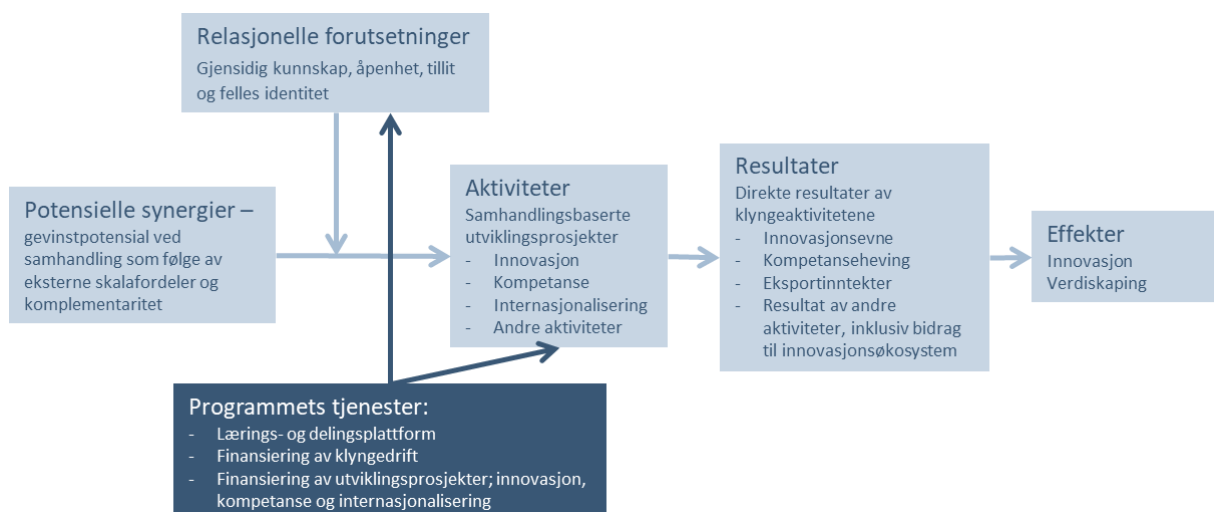 Relasjonelle forutsetninger
Gjensidig kunnskap, åpenhet, tillit
og felles identitet
Potensielle synergier –
gevinstpotensial ved
samhandling som følge av
eksterne skalafordeler og
komplementaritet
Aktiviteter
Samhandlingsbaserte
utviklingsprosjekter
- Innovasjon
- Kompetanse
- Internasjonalisering
- Andre aktiviteter
Resultater
Direkte resultater av
klyngeaktivitetene
- Innovasjonsevne
- Kompetanseheving
- Eksportinntekter
- Resultat av andre
aktiviteter, inklusiv bidrag
til innovasjonsøkosystem
Effekter
Innovasjon
Verdiskaping
Programmets tjenester:
- Lærings- og delingsplattform
- Finansiering av klyngedrift
- Finansiering av utviklingsprosjekter; innovasjon,
kompetanse og internasjonalisering